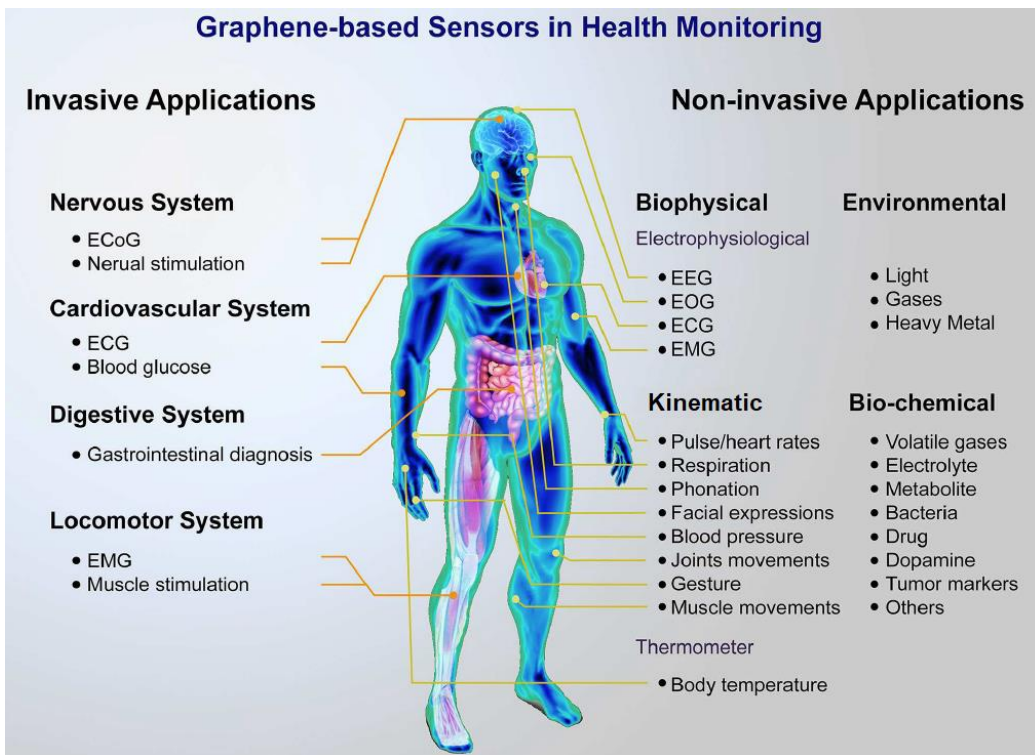 Graphene-based Sensors in Health Monitoring
Invasive Applications
Nervous System
• ECoG
• Nerual stimulation
Cardiovascular System
• ECG
• Blood glucose
Digestive System
• Gastrointestinal diagnosis
Locomotor System
• EMG
• Muscle stimulation
Non-invasive Applications
Biophysical
Electrophysiological
• EEG
• EOG
• ECG
• EMG
Kinematic
• Pulse/heart rates
• Respiration
• Phonation
• Facial expressions
• Blood pressure
• Joints movements
• Gesture
• Muscle movements
Thermometer
• Body temperature
Environmental
• Light
• Gases
• Heavy Metal
Bio-chemical
• Volatile gases
• Electrolyte
• Metabolite
• Bacteria
• Drug
• Dopamine
• Tumor markers
• Others